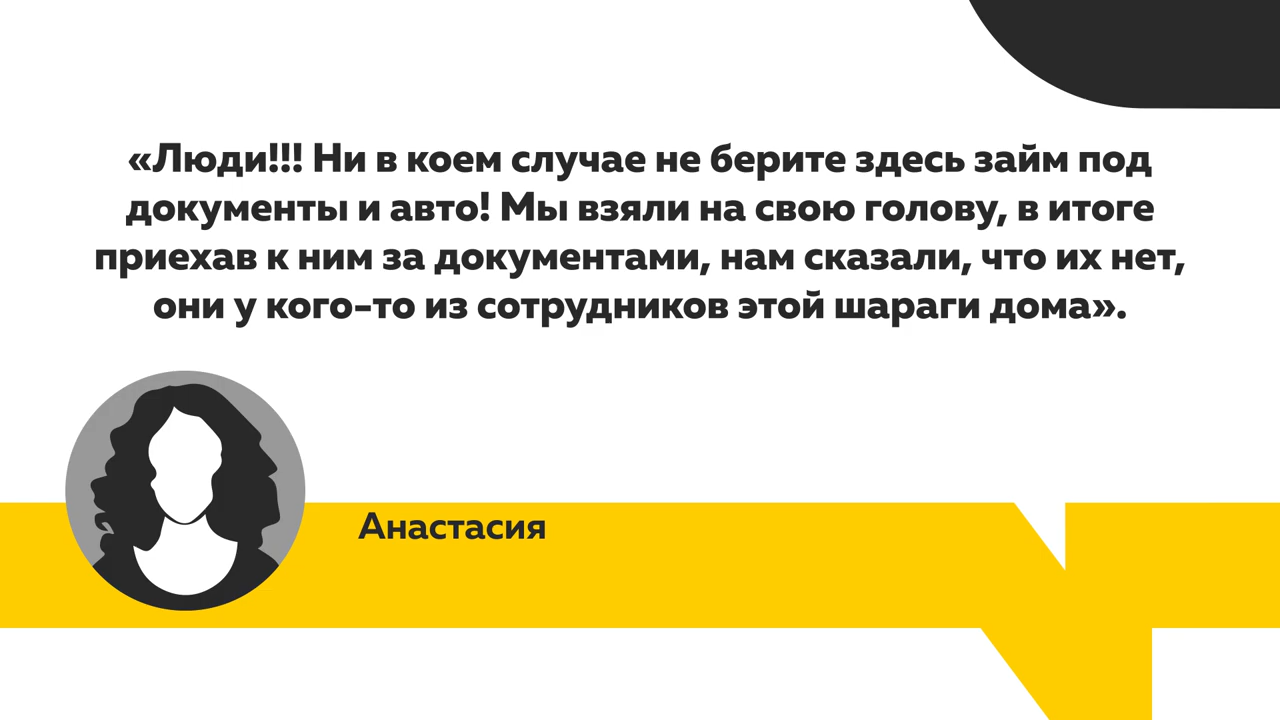 «Люди!!! Ни в коем случае не берите здесь займ под
документы и авто! Мы взяли на свою голову, в итоге
приехав к ним за документами, нам сказали, что их нет,
они у кого-то из сотрудников этой шараги дома».
Анастасия